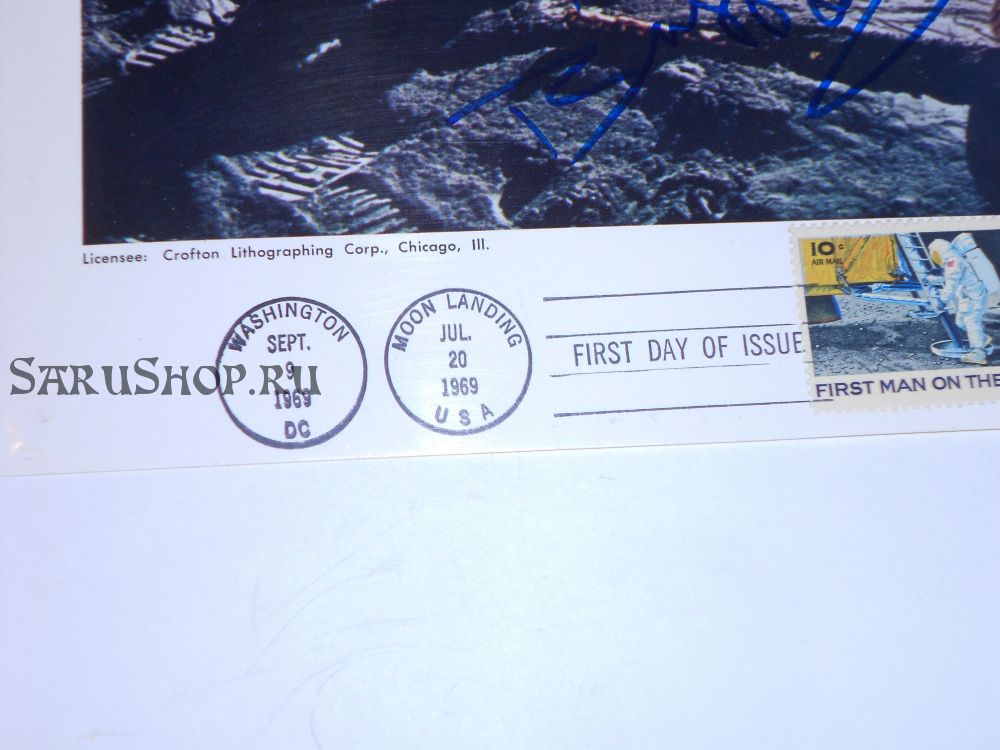 Licensee: Crofton Lithographing Corp., Chicago, Ill.
WASHINGTON
SEPT.
9
1969
DC
MOON LANDING
JUL.
20
1969
USA
FIRST DAY OF ISSUE
10c
AIR MAIL
FIRST MAN ON THE
SARUSHOP.RU